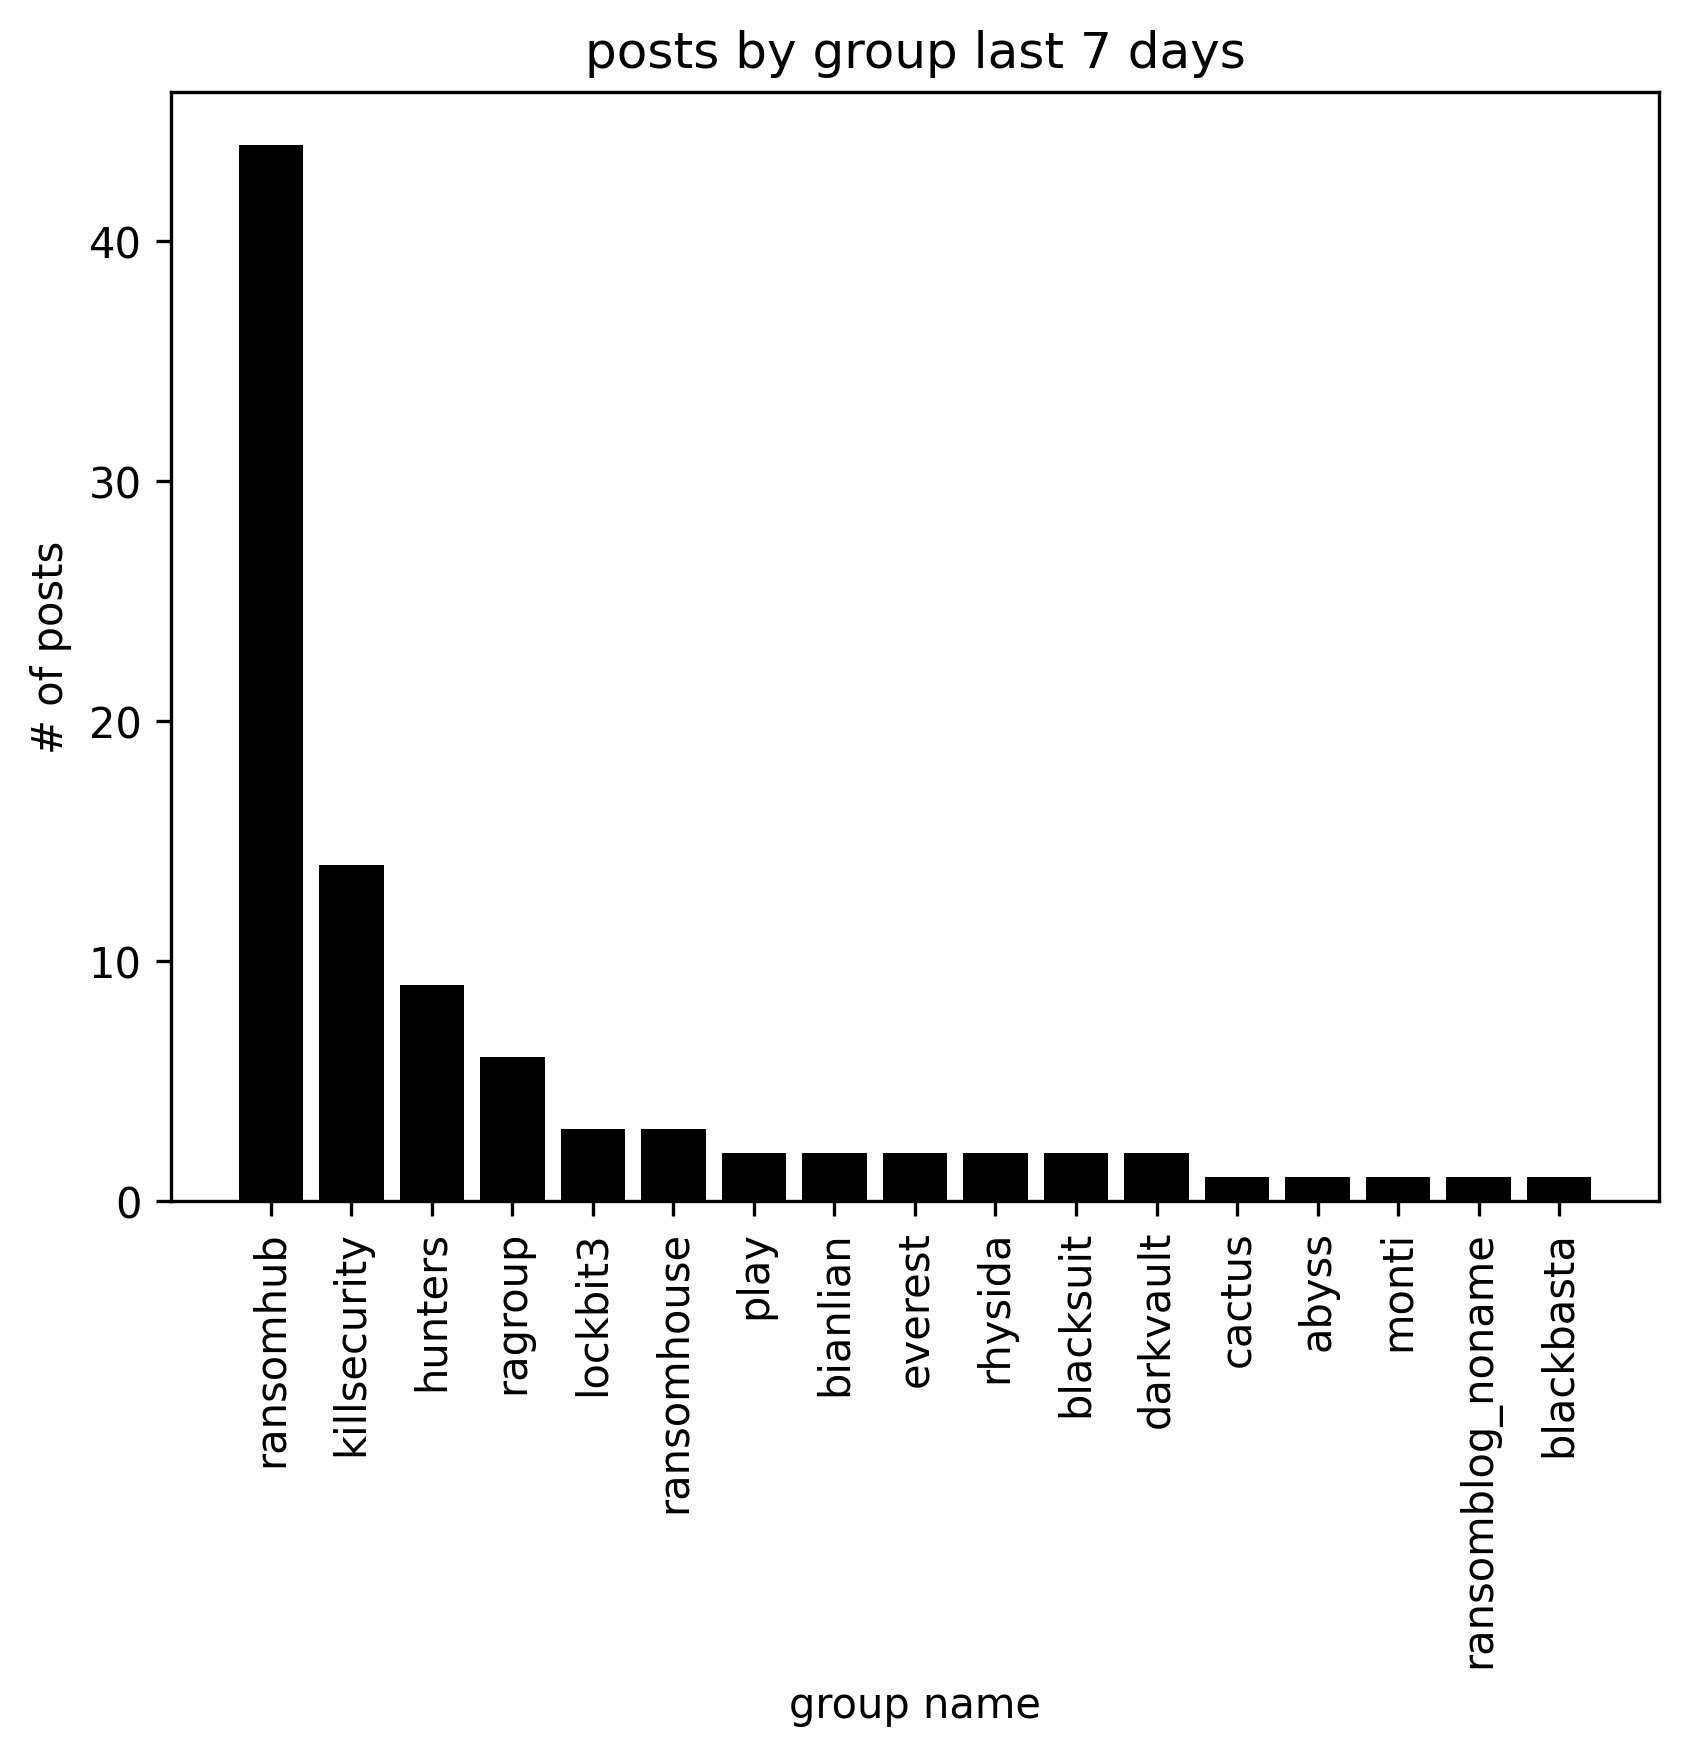 posts by group last 7 days
# of posts
40
30
20
10
0
ransomhub
killsecurity
hunters
ragroup
lockbit3
ransomhouse
play
bianlian
everest
rhysida
blacksuit
darkvault
cactus
abyss
monti
ransomblog_noname
blackbasta
group name